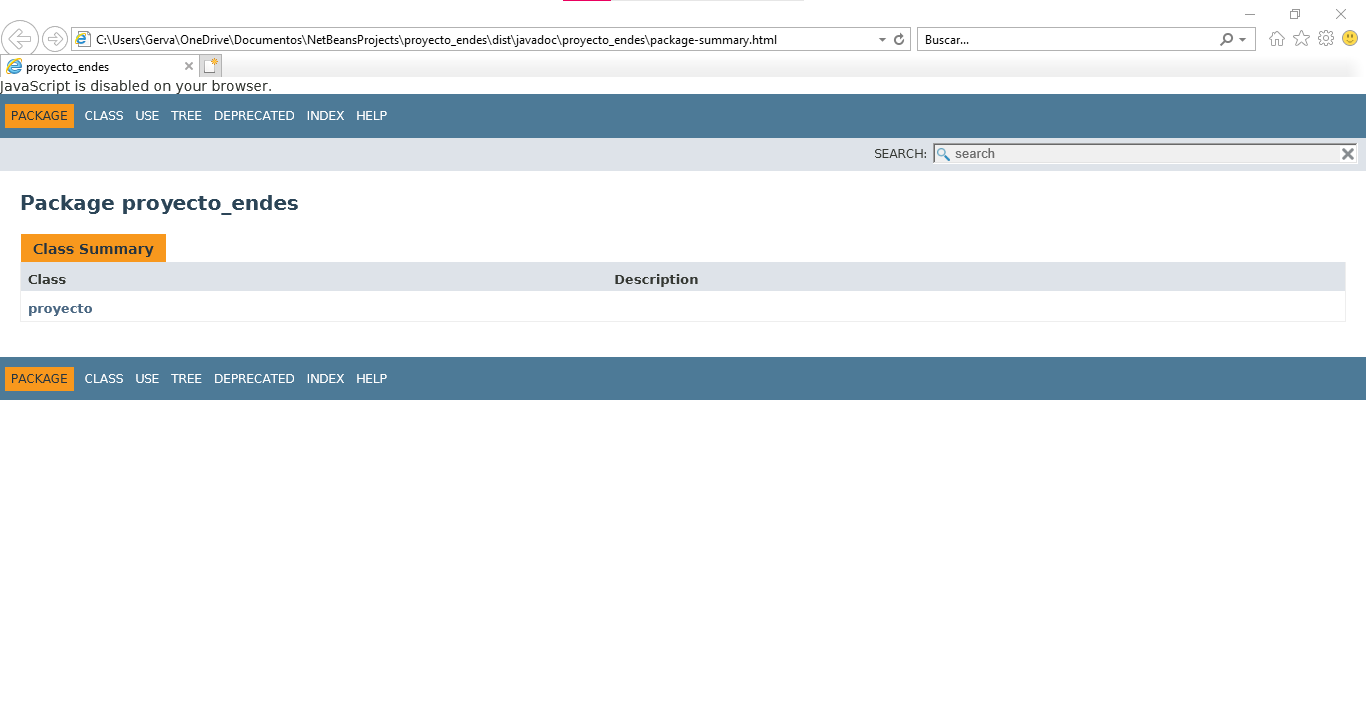 C:\Users\Gerva\OneDrive\Documentos\NetBeansProjects\proyecto_endes\dist\javadoc\proyecto_endes\package-summary.html Buscar...
proyecto_endes
JavaScript is disabled on your browser.
PACKAGE CLASS USE TREE DEPRECATED INDEX HELP
SEARCH: search
Package proyecto_endes
Class Summary
Class Description
proyecto
PACKAGE CLASS USE TREE DEPRECATED INDEX HELP